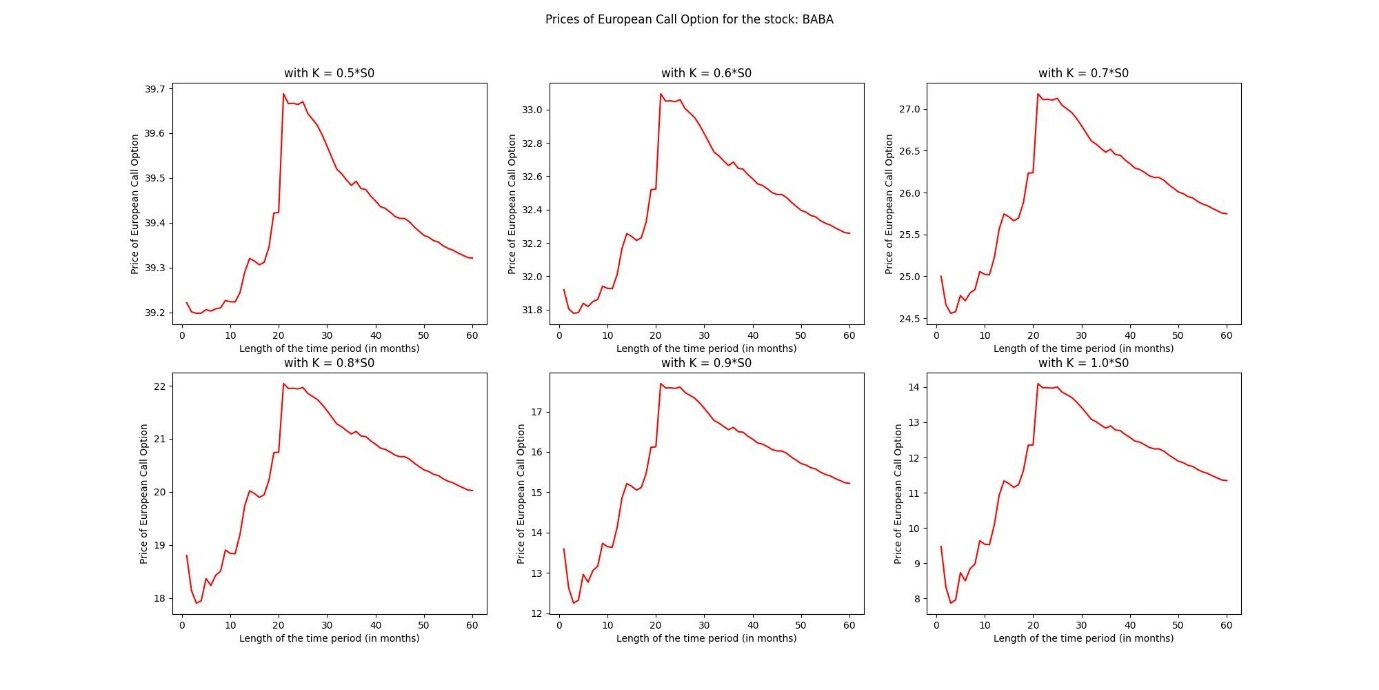 Prices of European Call Option for the stock: BABA
with K = 0.5*S0
39.7
39.6
39.5
39.4
39.3
39.2
Price of European Call Option
0 10 20 30 40 50 60
Length of the time period (in months)
with K = 0.6*S0
33.0
32.8
32.6
32.4
32.2
32.0
31.8
Price of European Call Option
0 10 20 30 40 50 60
Length of the time period (in months)
with K = 0.7*S0
27.0
26.5
26.0
25.5
25.0
24.5
Price of European Call Option
0 10 20 30 40 50 60
Length of the time period (in months)
with K = 0.8*S0
22
21
20
19
18
Price of European Call Option
0 10 20 30 40 50 60
Length of the time period (in months)
with K = 0.9*S0
17
16
15
14
13
12
Price of European Call Option
0 10 20 30 40 50 60
Length of the time period (in months)
with K = 1.0*S0
14
13
12
11
10
9
8
Price of European Call Option
0 10 20 30 40 50 60
Length of the time period (in months)